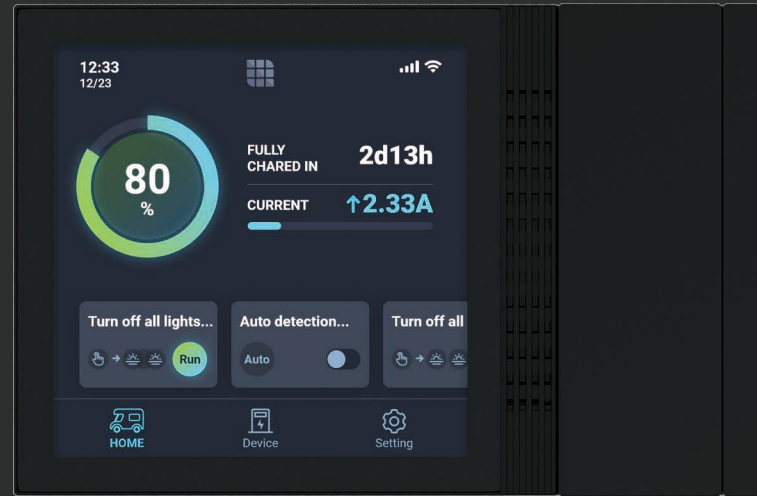 12:33
12/23
80
%
FULLY
CHARED IN
2d13h
CURRENT
↑2.33A
Turn off all lights...
Run
Auto detection...
Auto
Turn off all
HOME
Device
Setting